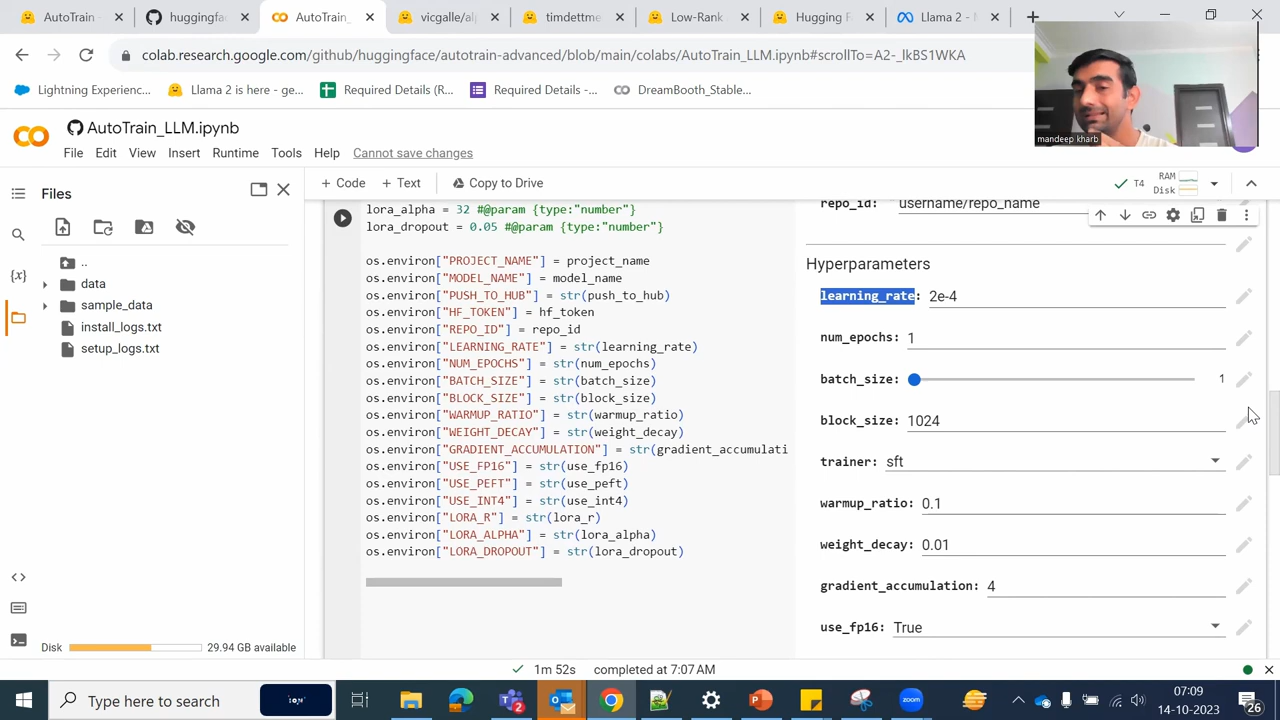 AutoTrain
huggingface
AutoTrain_
vicgalle/al
timdettme
Low-Rank
Hugging F
Llama 2 -
colab.research.google.com/github/huggingface/autotrain-advanced/blob/main/colabs/AutoTrain_LLM.ipynb#scrollTo=A2-_lkBS1WKA
Lightning Experienc...
Llama 2 is here - ge...
Required Details (R...
Required Details -...
DreamBooth_Stable...
mandeep kharb
AutoTrain_LLM.ipynb
File Edit View Insert Runtime Tools Help Cannot save changes
Files
+ Code + Text Copy to Drive
T4 RAM
Disk
..
data
sample_data
install_logs.txt
setup_logs.txt
Disk 29.94 GB available
lora_alpha = 32 #@param {type:"number"}
lora_dropout = 0.05 #@param {type:"number"}
os.environ["PROJECT_NAME"] = project_name
os.environ["MODEL_NAME"] = model_name
os.environ["PUSH_TO_HUB"] = str(push_to_hub)
os.environ["HF_TOKEN"] = hf_token
os.environ["REPO_ID"] = repo_id
os.environ["LEARNING_RATE"] = str(learning_rate)
os.environ["NUM_EPOCHS"] = str(num_epochs)
os.environ["BATCH_SIZE"] = str(batch_size)
os.environ["BLOCK_SIZE"] = str(block_size)
os.environ["WARMUP_RATIO"] = str(warmup_ratio)
os.environ["WEIGHT_DECAY"] = str(weight_decay)
os.environ["GRADIENT_ACCUMULATION"] = str(gradient_accumulati
os.environ["USE_FP16"] = str(use_fp16)
os.environ["USE_PEFT"] = str(use_peft)
os.environ["USE_INT4"] = str(use_int4)
os.environ["LORA_R"] = str(lora_r)
os.environ["LORA_ALPHA"] = str(lora_alpha)
os.environ["LORA_DROPOUT"] = str(lora_dropout)
repo_id: username/repo_name
Hyperparameters
learning_rate: 2e-4
num_epochs: 1
batch_size: 1
block_size: 1024
trainer: sft
warmup_ratio: 0.1
weight_decay: 0.01
gradient_accumulation: 4
use_fp16: True
1m 52s completed at 7:07 AM
Type here to search
07:09
14-10-2023
26